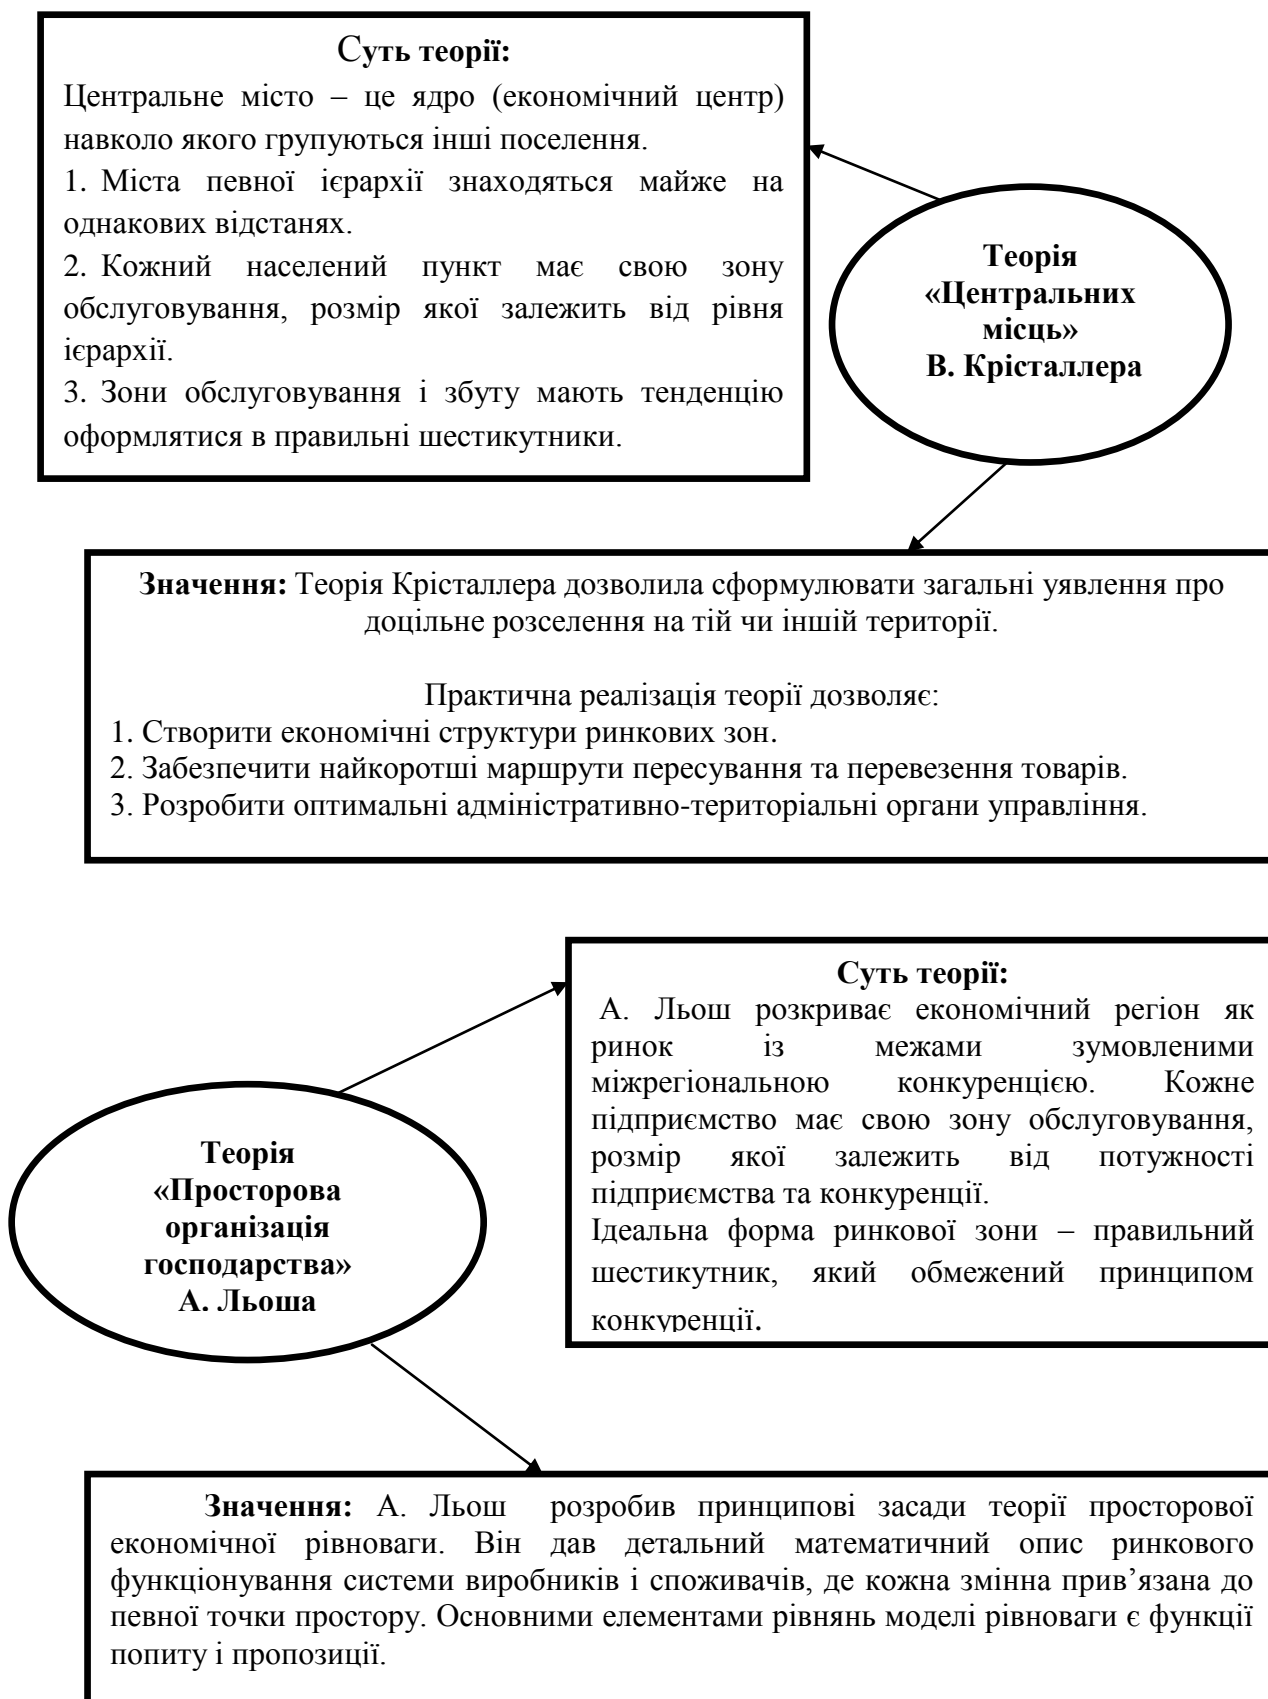 Суть теорії:
Центральне місто – це ядро (економічний центр)
навколо якого групуються інші поселення.
1. Міста певної ієрархії знаходяться майже на
однакових відстанях.
2. Кожний населений пункт має свою зону
обслуговування, розмір якої залежить від рівня
ієрархії.
3. Зони обслуговування і збуту мають тенденцію
оформлятися в правильні шестикутники.
Теорія
«Центральних
місць»
В. Крісталлера
Значення: Теорія Крісталлера дозволила сформулювати загальні уявлення про
доцільне розселення на тій чи іншій території.
Практична реалізація теорії дозволяє:
1. Створити економічні структури ринкових зон.
2. Забезпечити найкоротші маршрути пересування та перевезення товарів.
3. Розробити оптимальні адміністративно-територіальні органи управління.
Суть теорії:
А. Льош розкриває економічний регіон як
ринок із межами зумовленими
міжрегіональною конкуренцією. Кожне
підприємство має свою зону обслуговування,
розмір якої залежить від потужності
підприємства та конкуренції.
Ідеальна форма ринкової зони – правильний
шестикутник, який обмежений принципом
конкуренції.
Теорія
«Просторова
організація
господарства»
А. Льоша
Значення: А. Льош розробив принципові засади теорії просторової
економічної рівноваги. Він дав детальний математичний опис ринкового
функціонування системи виробників і споживачів, де кожна змінна прив’язана до
певної точки простору. Основними елементами рівнянь моделі рівноваги є функції
попиту і пропозиції.